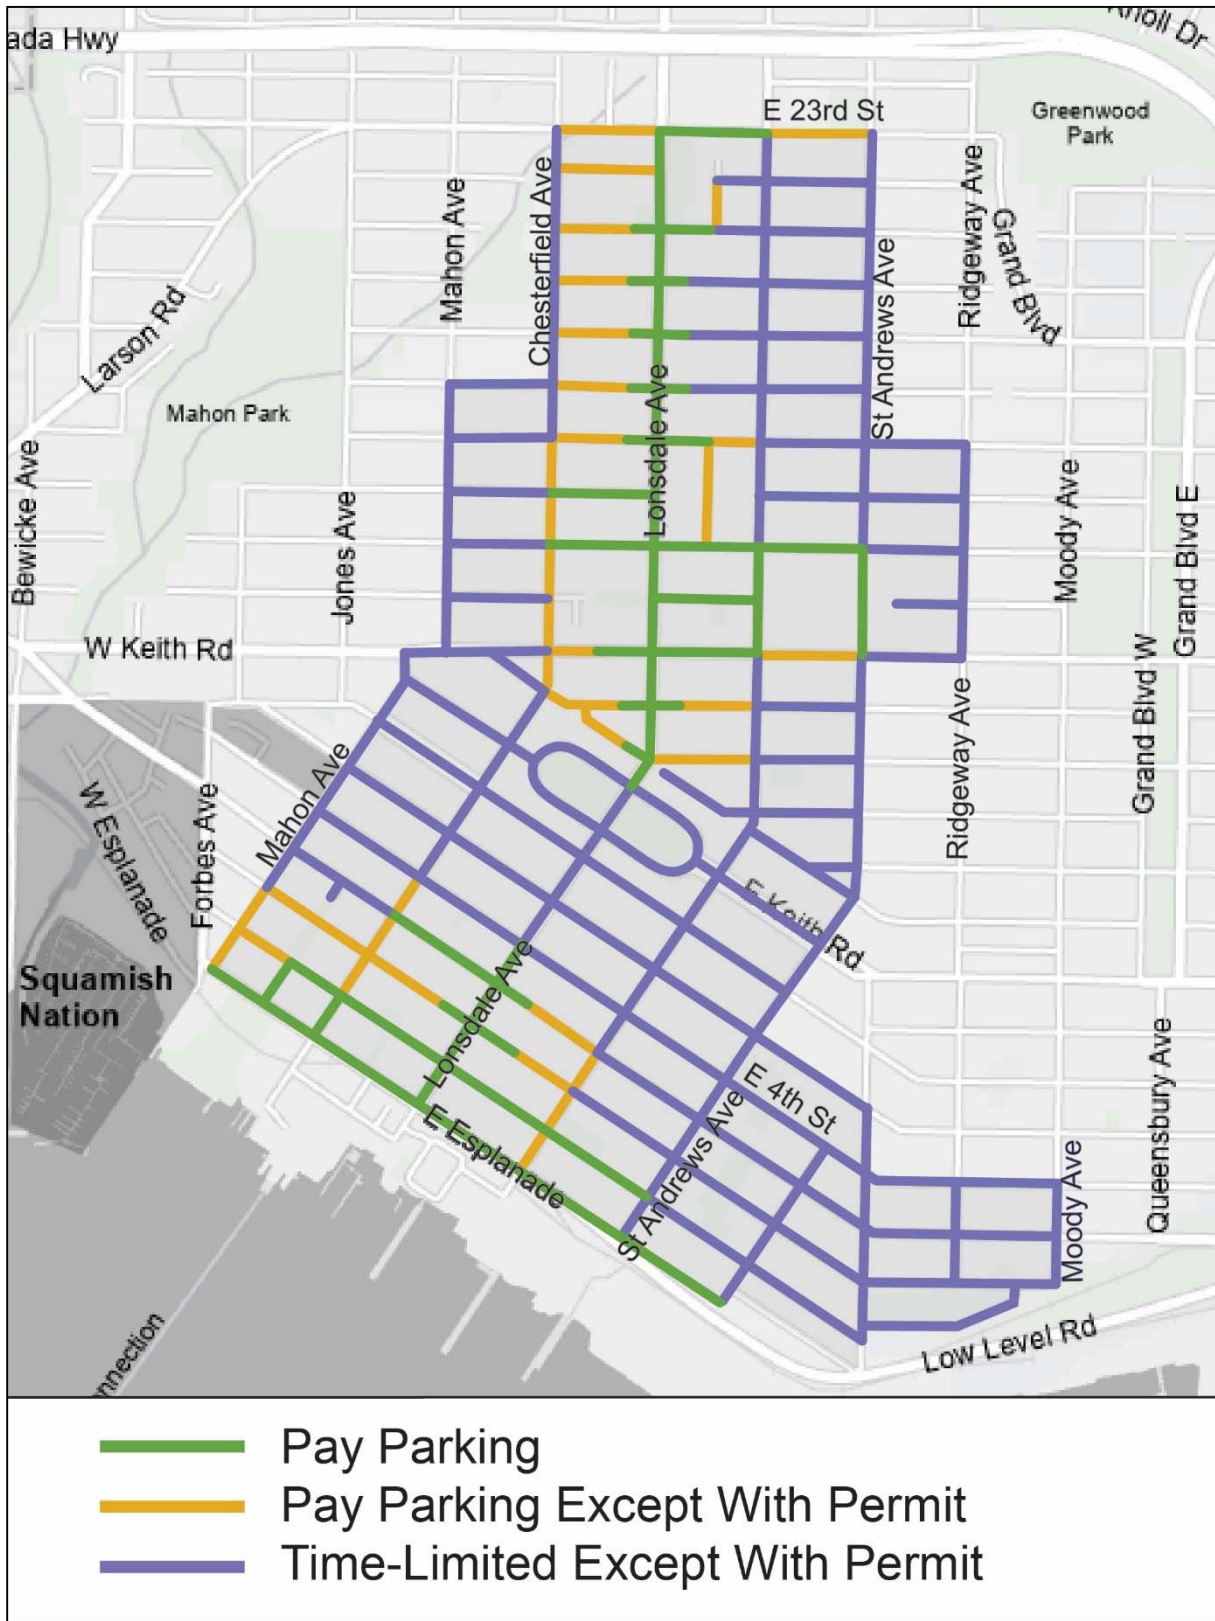 Knoll Dr
ada Hwy
E 23rd St
Greenwood
Park
Mahon Ave
Chesterfield Ave
St Andrews Ave
Ridgeway Ave
Grand Blvd
Larson Rd
Mahon Park
Lonsdale Ave
Bewicke Ave
Jones Ave
Moody Ave
Grand Blvd E
W Keith Rd
Grand Blvd W
Ridgeway Ave
Mahon Ave
W Esplanade
Forbes Ave
E Keith Rd
Squamish
Nation
Lonsdale Ave
E 4th St
E Esplanade
St Andrews Ave
Queensbury Ave
Moody Ave
Low Level Rd
nnection
Pay Parking
Pay Parking Except With Permit
Time-Limited Except With Permit